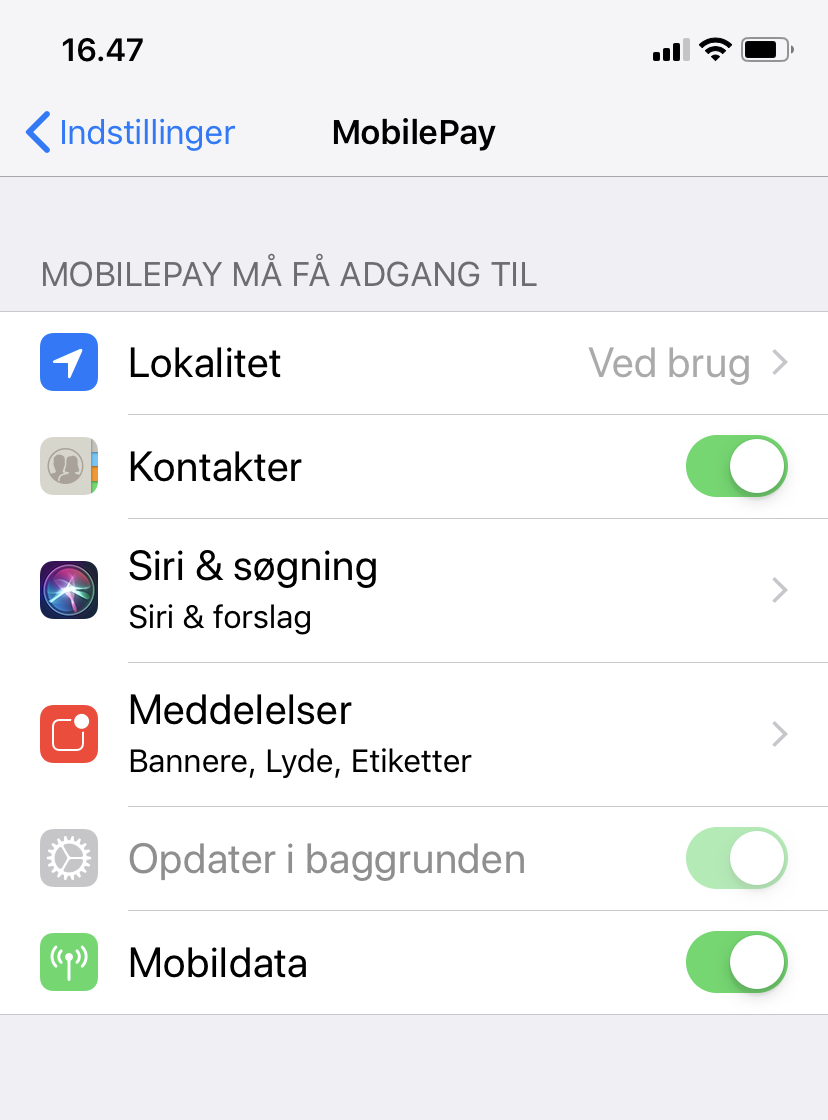 16.47
Indstillinger MobilePay
MOBILEPAY MÅ FÅ ADGANG TIL
Lokalitet Ved brug
Kontakter
Siri & søgning
Siri & forslag
Meddelelser
Bannere, Lyde, Etiketter
Opdater i baggrunden
Mobildata